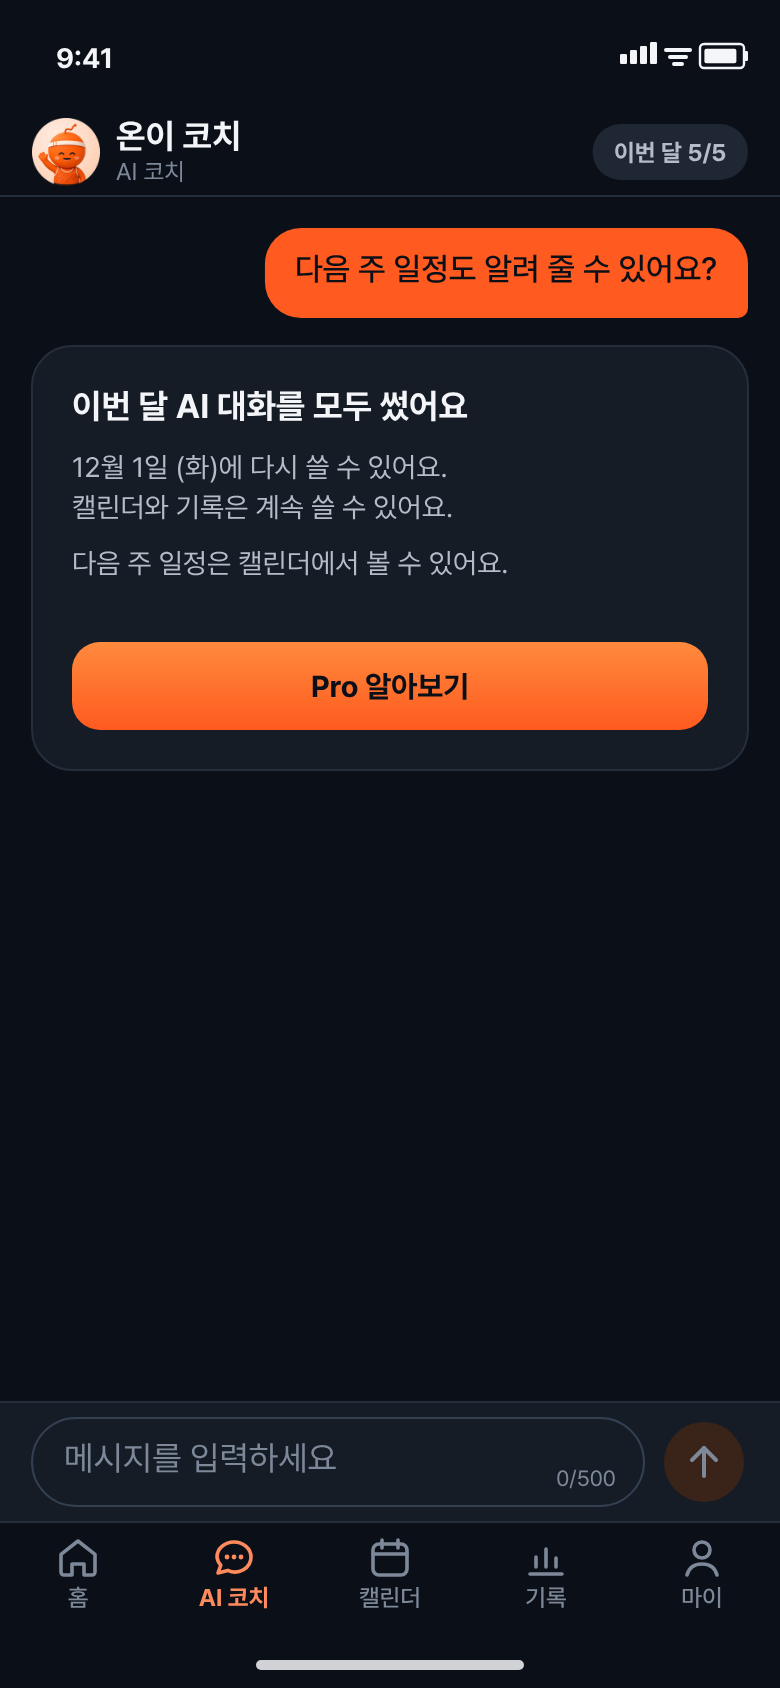 9:41
온이 코치
AI 코치
이번 달 5/5
다음 주 일정도 알려 줄 수 있어요?
이번 달 AI 대화를 모두 썼어요
12월 1일 (화)에 다시 쓸 수 있어요.
캘린더와 기록은 계속 쓸 수 있어요.
다음 주 일정은 캘린더에서 볼 수 있어요.
Pro 알아보기
메시지를 입력하세요
0/500
홈
AI 코치
캘린더
기록
마이